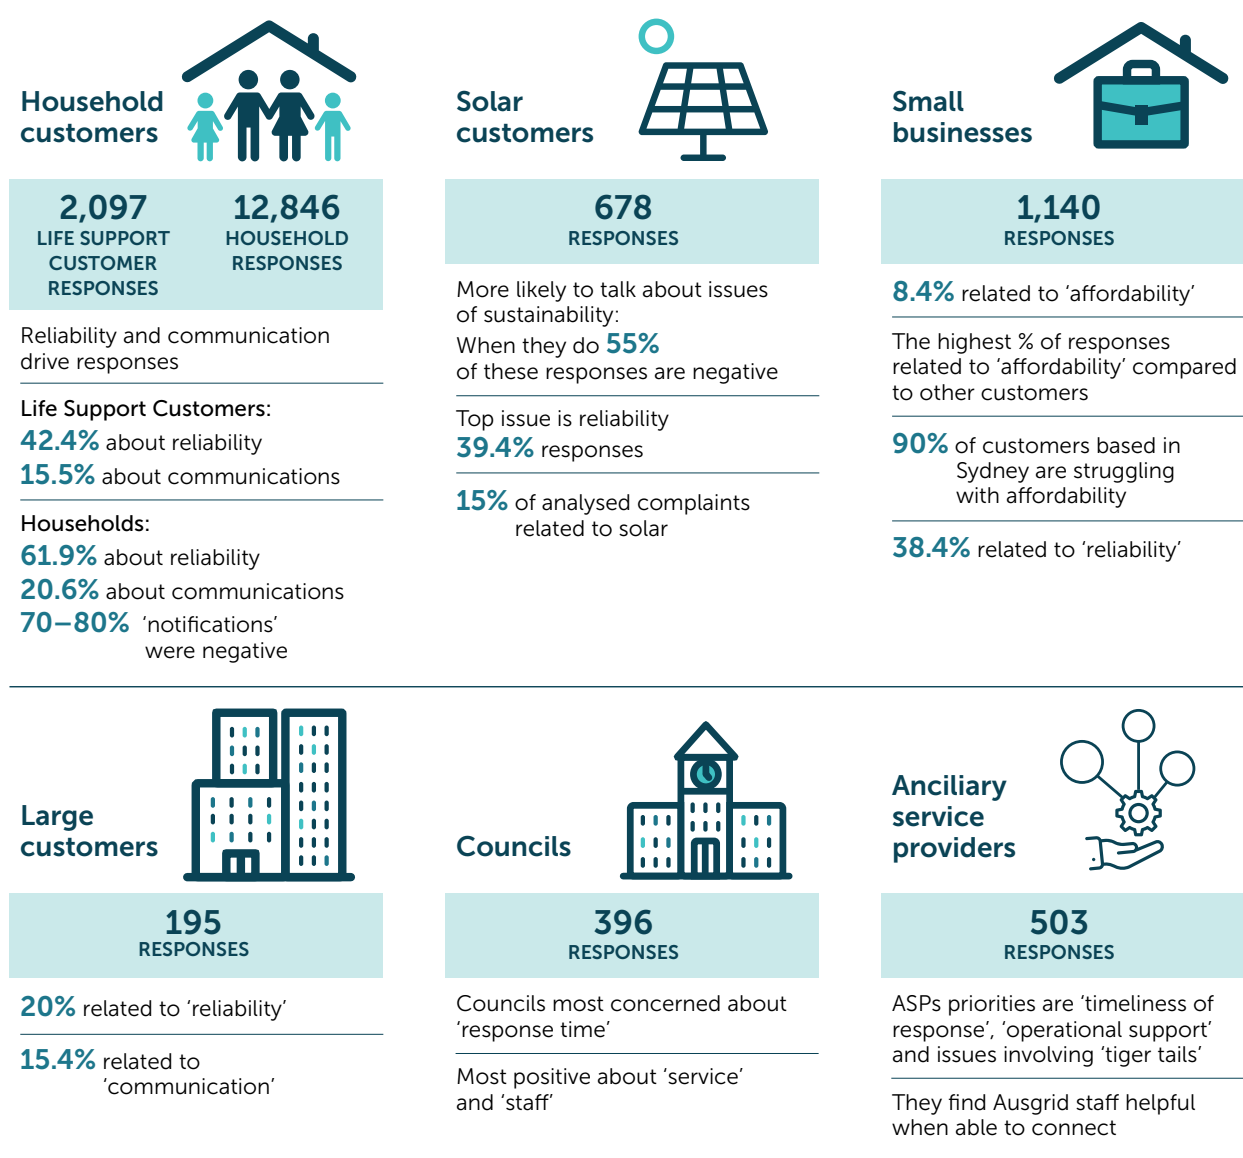 Household
customers
2,097
LIFE SUPPORT
CUSTOMER
RESPONSES
12,846
HOUSEHOLD
RESPONSES
Reliability and communication
drive responses
Life Support Customers:
42.4% about reliability
15.5% about communications
Households:
61.9% about reliability
20.6% about communications
70–80% ‘notifications’
were negative
Solar
customers
678
RESPONSES
More likely to talk about issues
of sustainability:
When they do 55%
of these responses are negative
Top issue is reliability
39.4% responses
15% of analysed complaints
related to solar
Small
businesses
1,140
RESPONSES
8.4% related to ‘affordability’
The highest % of responses
related to ‘affordability’ compared
to other customers
90% of customers based in
Sydney are struggling
with affordability
38.4% related to ‘reliability’
Large
customers
195
RESPONSES
20% related to ‘reliability’
15.4% related to
‘communication’
Councils
396
RESPONSES
Councils most concerned about
‘response time’
Most positive about ‘service’
and ‘staff’
Anciliary
service
providers
503
RESPONSES
ASPs priorities are ‘timeliness of
response’, ‘operational support’
and issues involving ‘tiger tails’
They find Ausgrid staff helpful
when able to connect